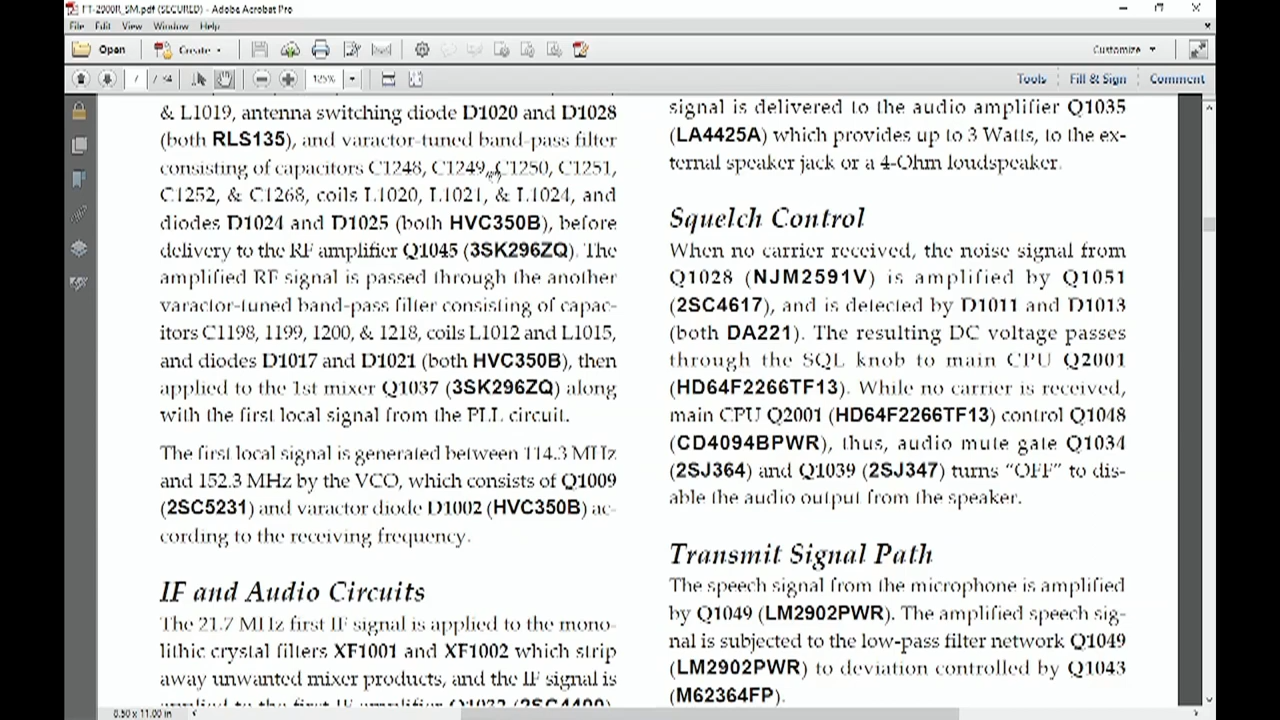 FT-2900R_SM.pdf (SECURED) - Adobe Acrobat Pro
File Edit View Window Help
Open Create Customize
7 / 125% Tools Fill & Sign Comment
& L1019, antenna switching diode D1020 and D1028
(both RLS135), and varactor-tuned band-pass filter
consisting of capacitors C1248, C1249, C1250, C1251,
C1252, & C1268, coils L1020, L1021, & L1024, and
diodes D1024 and D1025 (both HVC350B), before
delivery to the RF amplifier Q1045 (3SK296ZQ). The
amplified RF signal is passed through the another
varactor-tuned band-pass filter consisting of capac-
itors C1198, 1199, 1200, & 1218, coils L1012 and L1015,
and diodes D1017 and D1021 (both HVC350B), then
applied to the 1st mixer Q1037 (3SK296ZQ) along
with the first local signal from the PLL circuit.
The first local signal is generated between 114.3 MHz
and 152.3 MHz by the VCO, which consists of Q1009
(2SC5231) and varactor diode D1002 (HVC350B) ac-
cording to the receiving frequency.
IF and Audio Circuits
The 21.7 MHz first IF signal is applied to the mono-
lithic crystal filters XF1001 and XF1002 which strip
away unwanted mixer products, and the IF signal is
applied to the first IF amplifier
signal is delivered to the audio amplifier Q1035
(LA4425A) which provides up to 3 Watts, to the ex-
ternal speaker jack or a 4-Ohm loudspeaker.
Squelch Control
When no carrier received, the noise signal from
Q1028 (NJM2591V) is amplified by Q1051
(2SC4617), and is detected by D1011 and D1013
(both DA221). The resulting DC voltage passes
through the SQL knob to main CPU Q2001
(HD64F2266TF13). While no carrier is received,
main CPU Q2001 (HD64F2266TF13) control Q1048
(CD4094BPWR), thus, audio mute gate Q1034
(2SJ364) and Q1039 (2SJ347) turns “OFF” to dis-
able the audio output from the speaker.
Transmit Signal Path
The speech signal from the microphone is amplified
by Q1049 (LM2902PWR). The amplified speech sig-
nal is subjected to the low-pass filter network Q1049
(LM2902PWR) to deviation controlled by Q1043
(M62364FP).
8.50 x 11.00 in